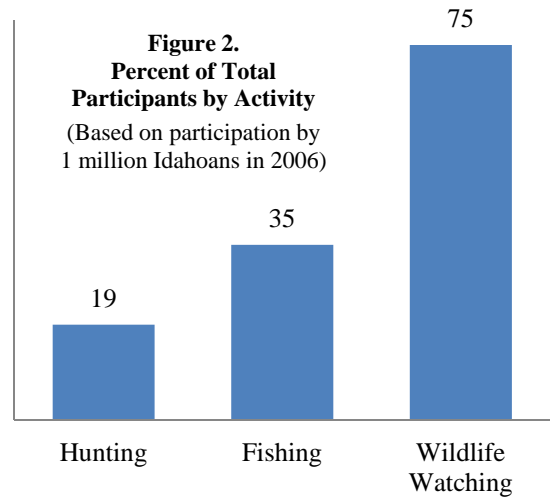 Figure 2.
Percent of Total
Participants by Activity
(Based on participation by
1 million Idahoans in 2006)
75
35
19
Hunting
Fishing
Wildlife
Watching